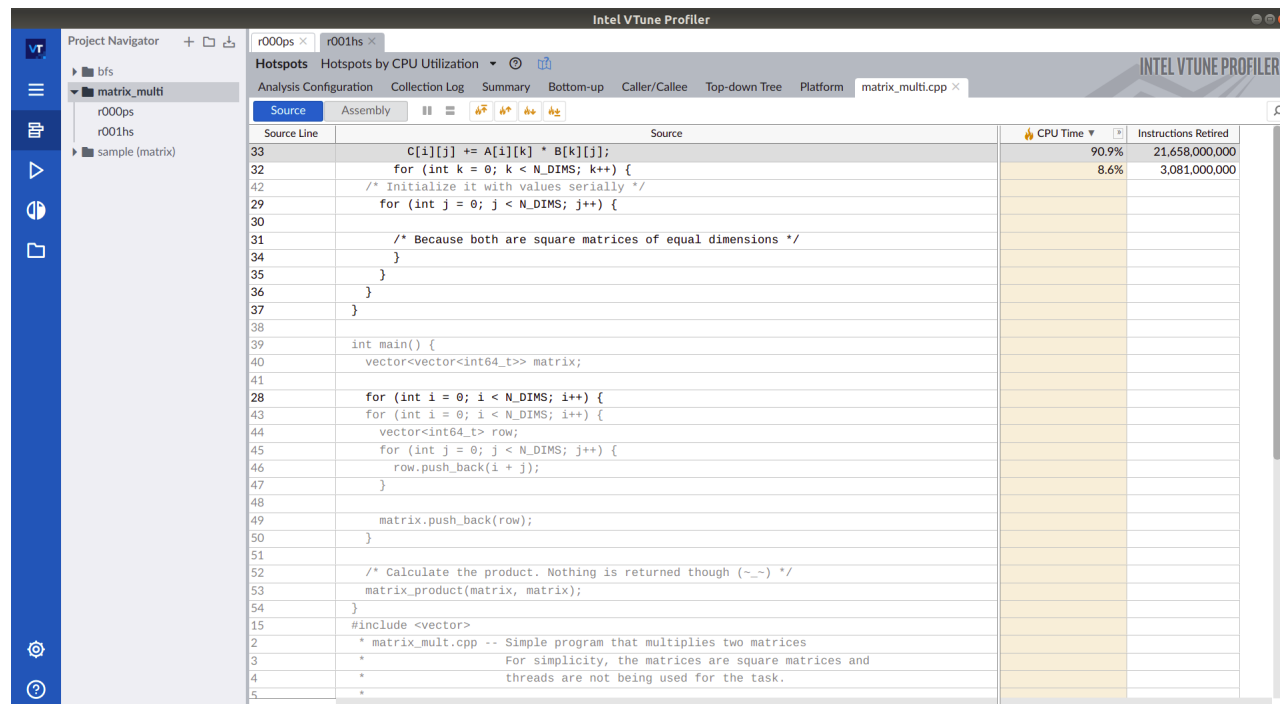 Intel VTune Profiler
VT
Project Navigator
bfs
matrix_multi
r000ps
r001hs
sample (matrix)
r000ps × r001hs ×
Hotspots Hotspots by CPU Utilization
INTEL VTUNE PROFILER
Analysis Configuration Collection Log Summary Bottom-up Caller/Callee Top-down Tree Platform matrix_multi.cpp ×
Source Assembly
Source Line Source CPU Time ▼ Instructions Retired
33 C[i][j] += A[i][k] * B[k][j]; 90.9% 21,658,000,000
32 for (int k = 0; k < N_DIMS; k++) { 8.6% 3,081,000,000
42 /* Initialize it with values serially */
29 for (int j = 0; j < N_DIMS; j++) {
30
31 /* Because both are square matrices of equal dimensions */
34 }
35 }
36 }
37 }
38
39 int main() {
40 vector<vector<int64_t>> matrix;
41
28 for (int i = 0; i < N_DIMS; i++) {
43 for (int i = 0; i < N_DIMS; i++) {
44 vector<int64_t> row;
45 for (int j = 0; j < N_DIMS; j++) {
46 row.push_back(i + j);
47 }
48
49 matrix.push_back(row);
50 }
51
52 /* Calculate the product. Nothing is returned though (~_~) */
53 matrix_product(matrix, matrix);
54 }
15 #include <vector>
2 * matrix_mult.cpp -- Simple program that multiplies two matrices
3 * For simplicity, the matrices are square matrices and
4 * threads are not being used for the task.
5 *